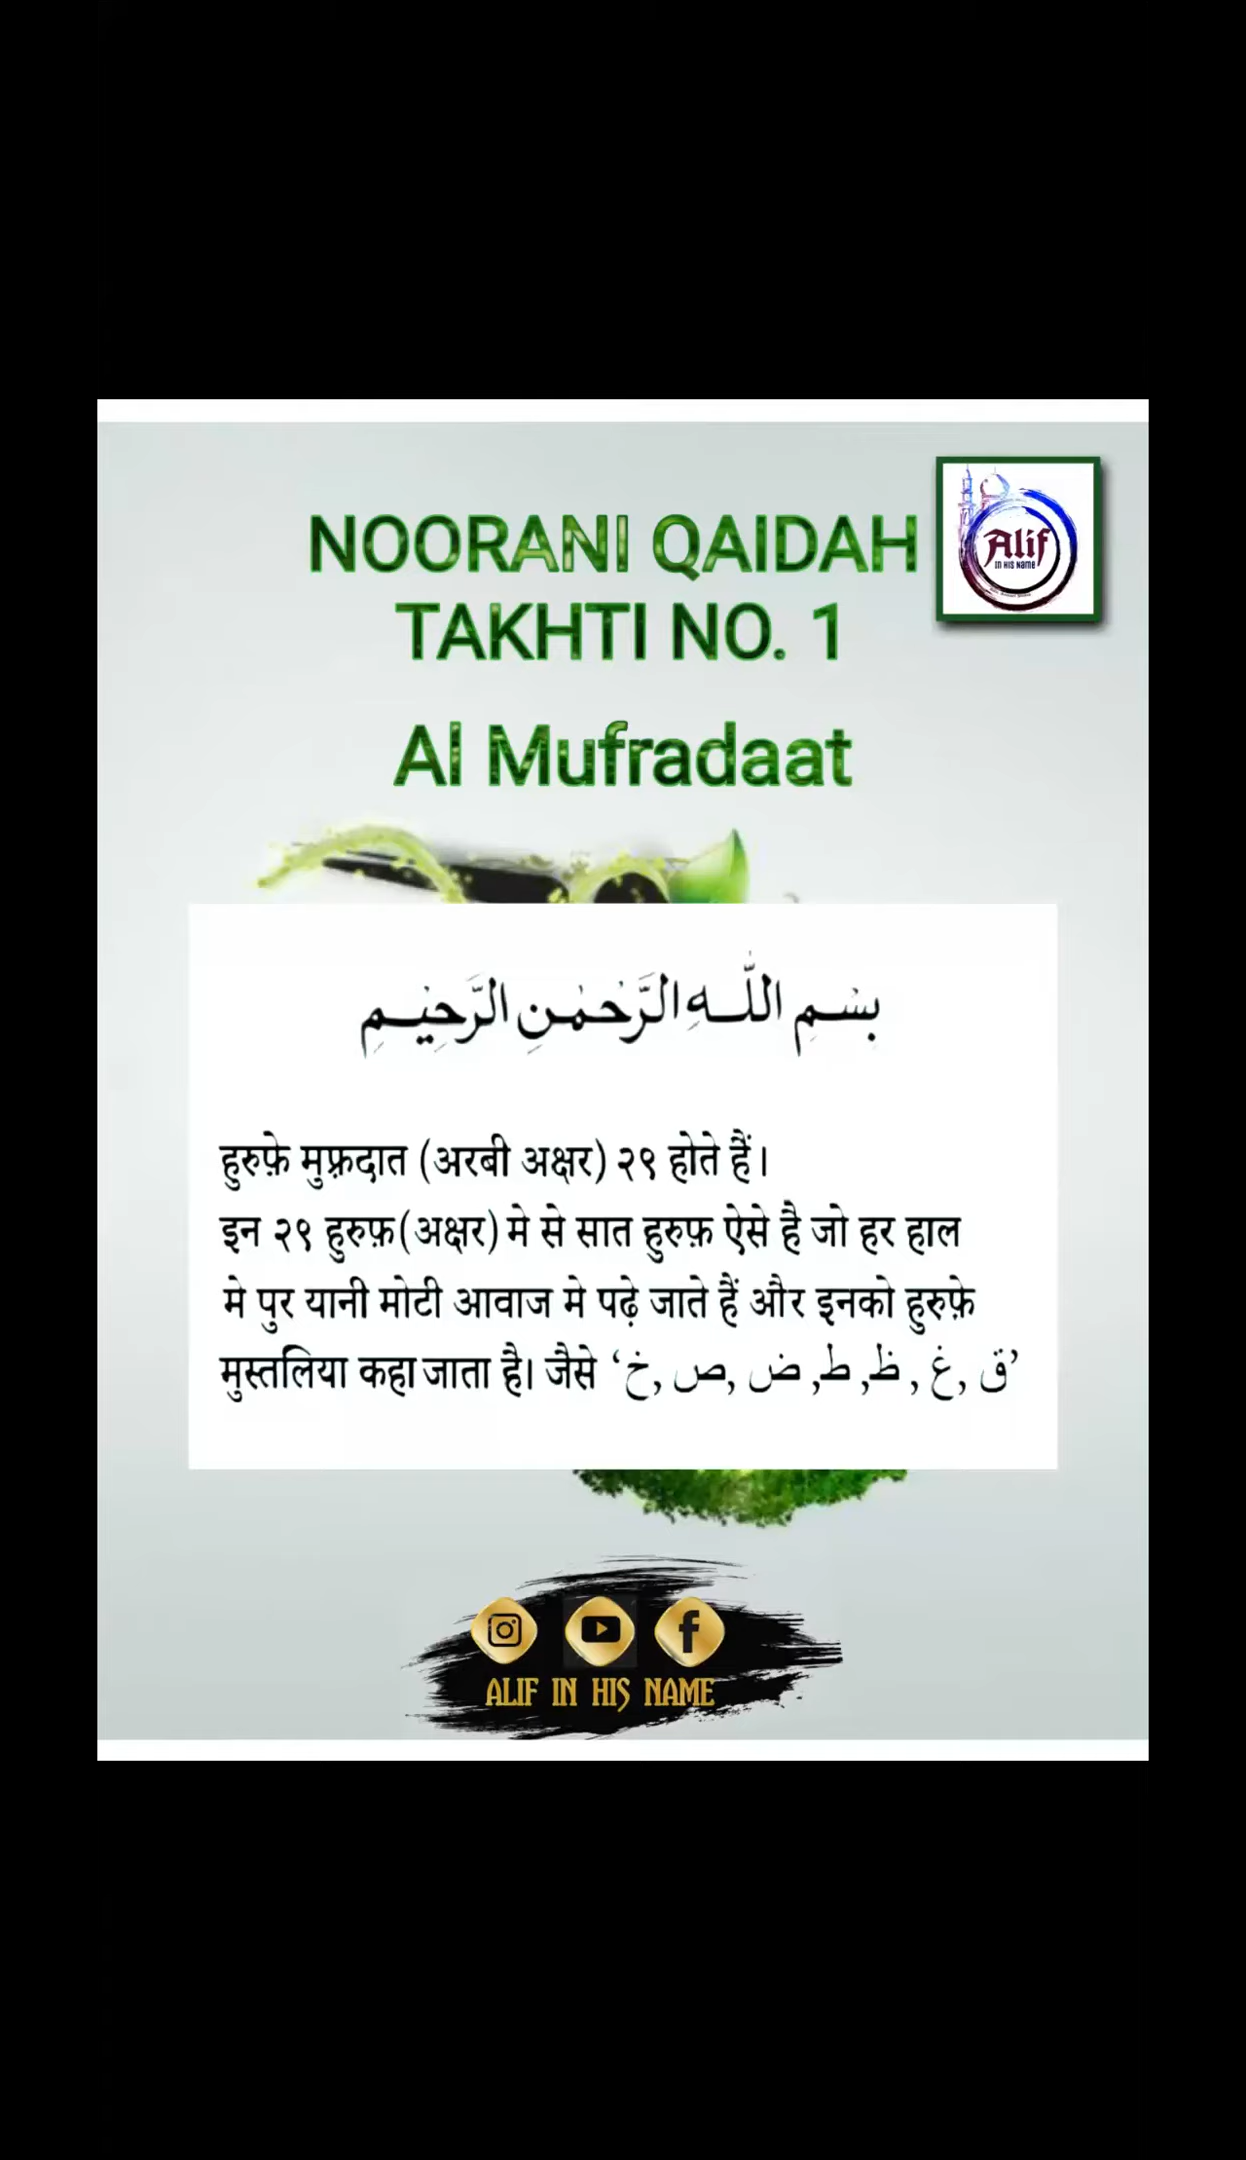 NOORANI QAIDAH
TAKHTI NO. 1
Alif
IN HIS NAME
Al Mufradaat
بِسْمِ اللَّـهِ الرَّحْمٰنِ الرَّحِيْمِ
हुरुफ़े मुफ़्रदात (अरबी अक्षर) २९ होते हैं।
इन २९ हुरुफ़(अक्षर) मे से सात हुरुफ़ ऐसे है जो हर हाल
मे पुर यानी मोटी आवाज मे पढ़े जाते हैं और इनको हुरुफ़े
मुस्तलिया कहा जाता है। जैसे ‘خ, ص, ض ,ط ,ظ , غ, ق’
ALIF IN HIS NAME